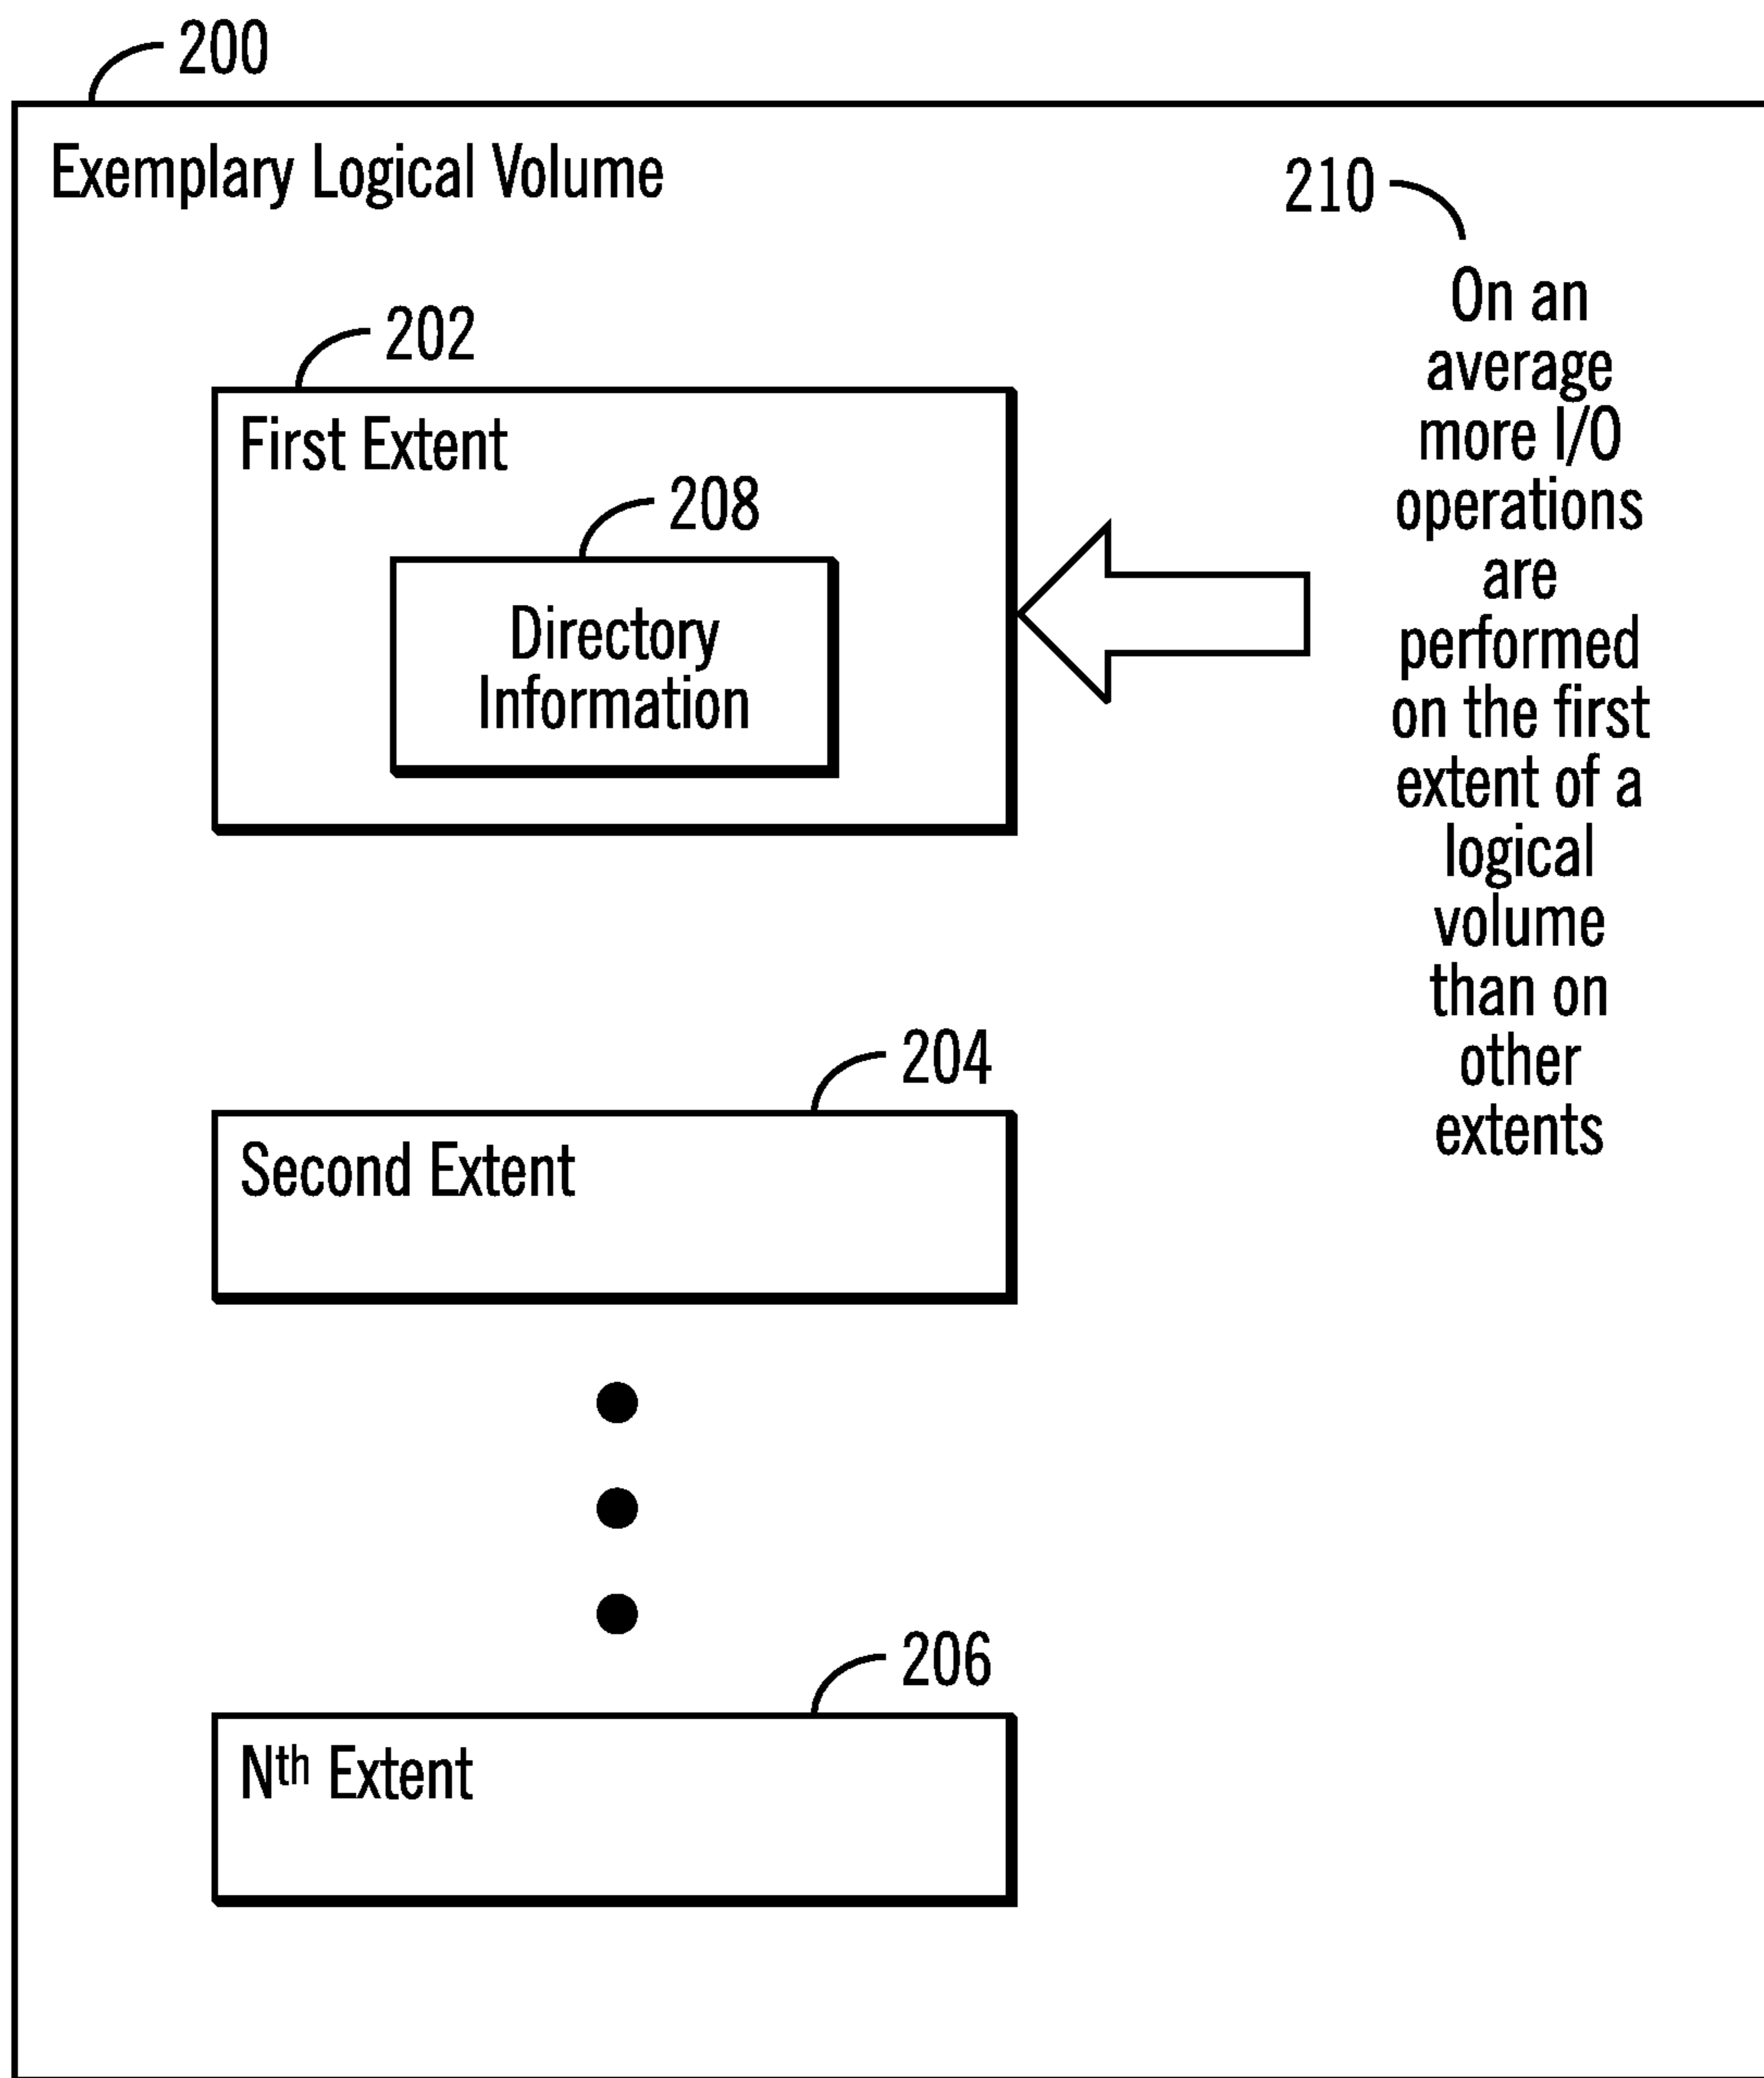 200
Exemplary Logical Volume
210
On an
average
more I/O
operations
are
performed
on the first
extent of a
logical
volume
than on
other
extents
202
First Extent
208
Directory
Information
204
Second Extent
206
Nth Extent